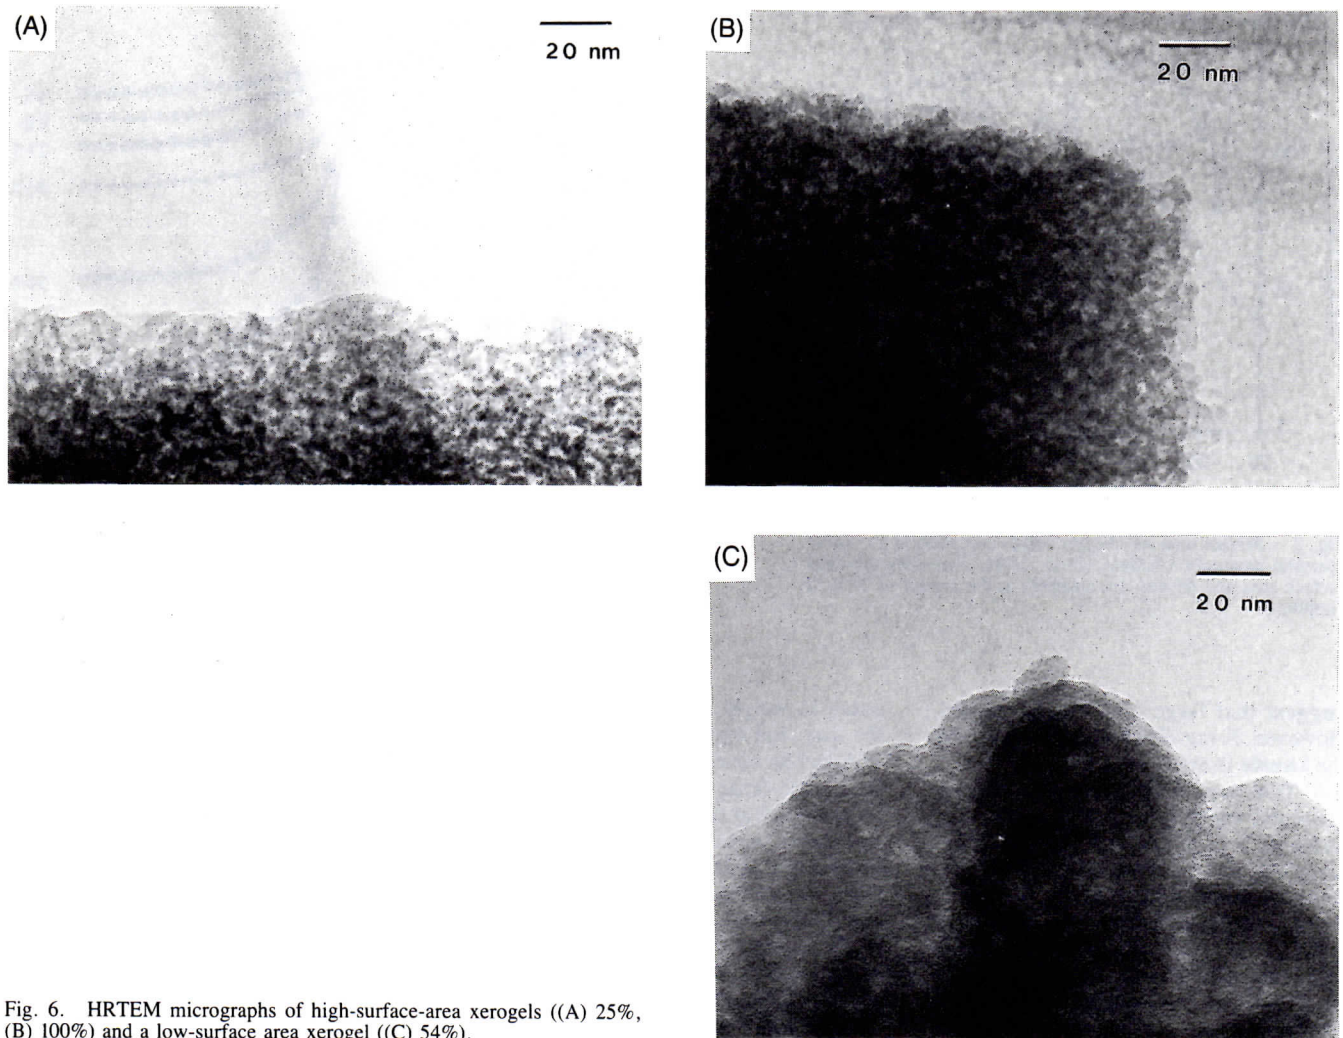 (A)
20 nm
(B)
20 nm
(C)
20 nm
Fig. 6. HRTEM micrographs of high-surface-area xerogels ((A) 25%,
(B) 100%) and a low-surface area xerogel ((C) 54%).